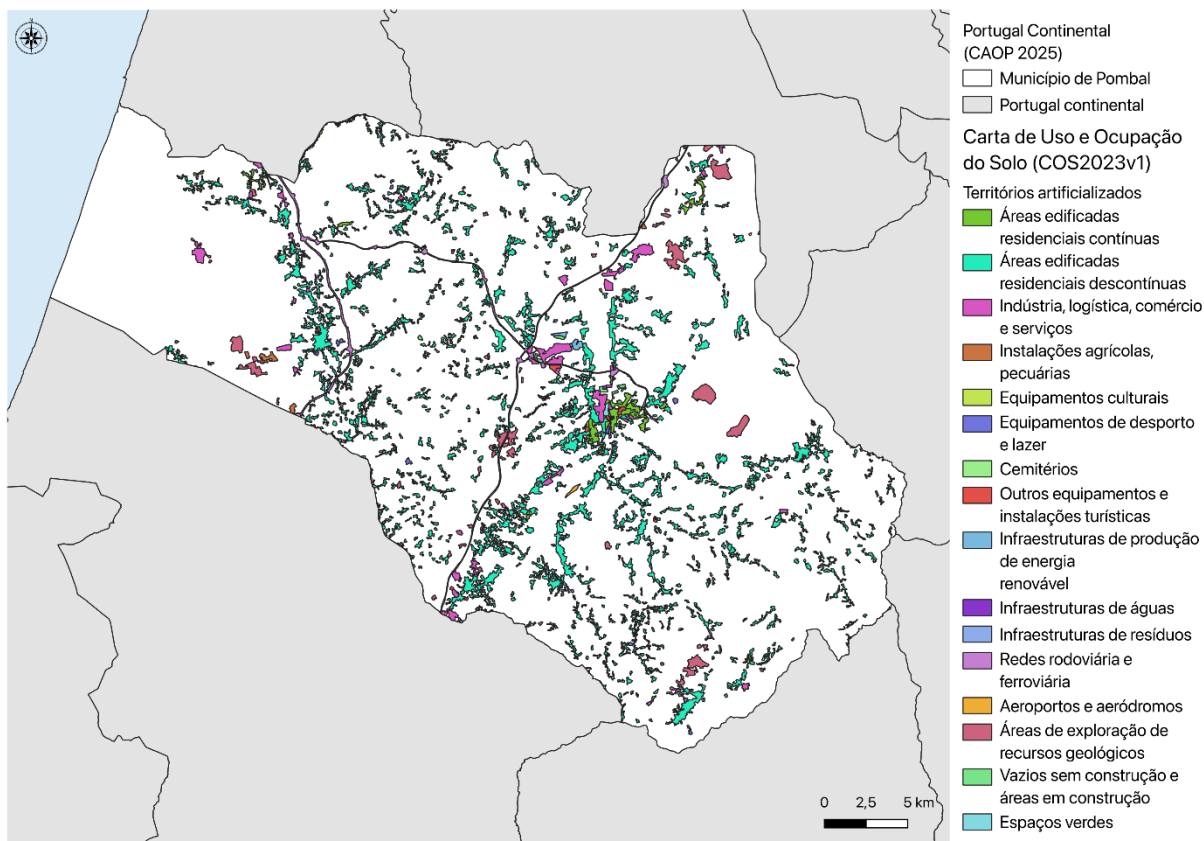 Portugal Continental
(CAOP 2025)
Município de Pombal
Portugal continental
Carta de Uso e Ocupação
do Solo (COS2023v1)
Territórios artificializados
Áreas edificadas
residenciais contínuas
Áreas edificadas
residenciais descontínuas
Indústria, logística, comércio
e serviços
Instalações agrícolas,
pecuárias
Equipamentos culturais
Equipamentos de desporto
e lazer
Cemitérios
Outros equipamentos e
instalações turísticas
Infraestruturas de produção
de energia
renovável
Infraestruturas de águas
Infraestruturas de resíduos
Redes rodoviária e
ferroviária
Aeroportos e aeródromos
Áreas de exploração de
recursos geológicos
Vazios sem construção e
áreas em construção
Espaços verdes
0 2,5 5 km